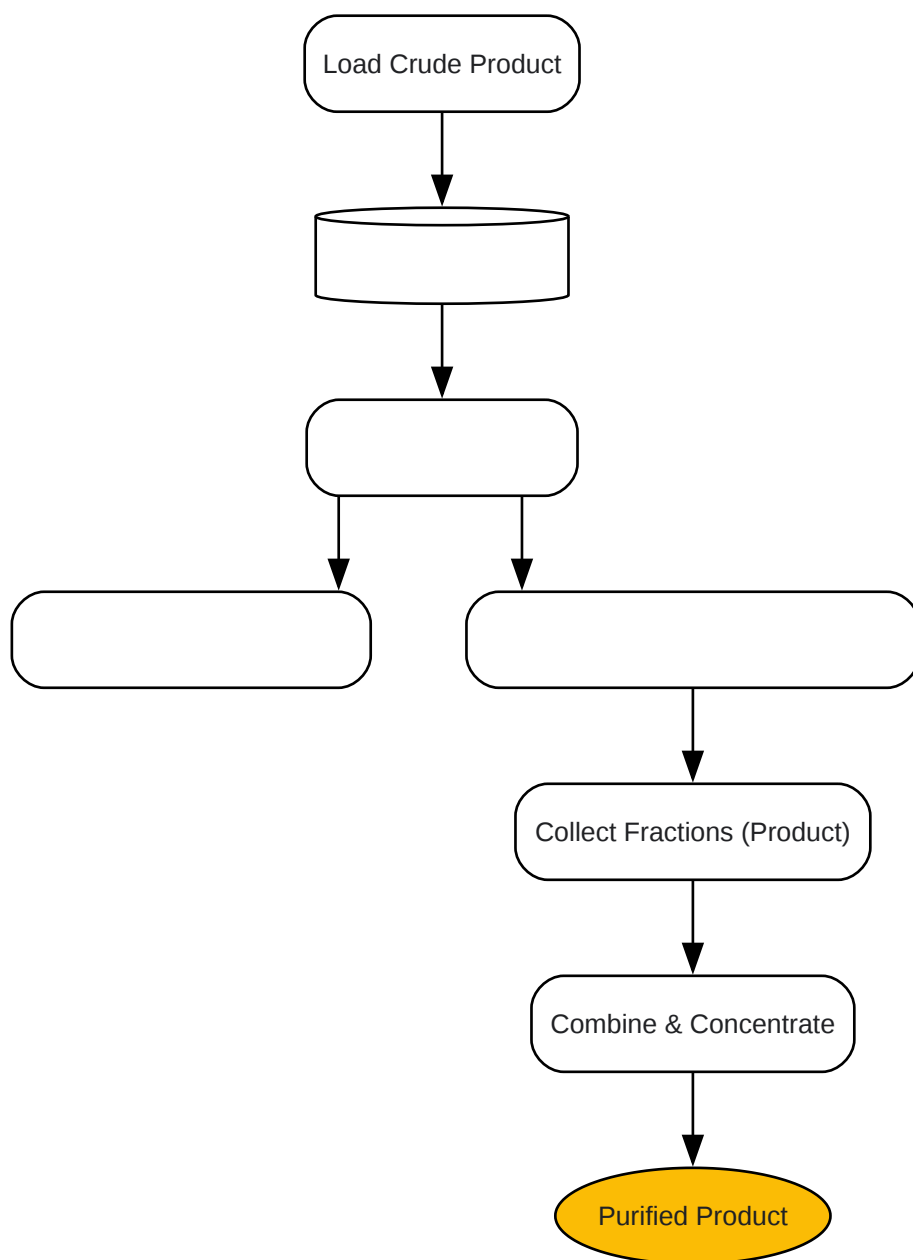 Load Crude Product
Collect Fractions (Product)
Combine & Concentrate
Purified Product